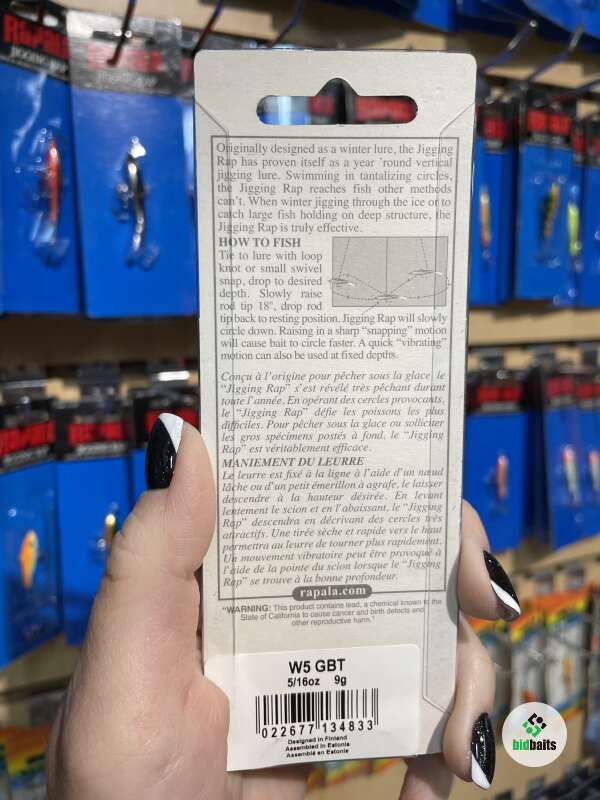 RAPALA
JIGGING RAP
Originally designed as a winter lure, the Jigging
Rap has proven itself as a year 'round vertical
jigging lure. Swimming in tantalizing circles,
the Jigging Rap reaches fish other methods
can't. When winter jigging through the ice or to
catch large fish holding on deep structure, the
Jigging Rap is truly effective.
HOW TO FISH
Tie to lure with loop
knot or small swivel
snap, drop to desired
depth. Slowly raise
rod tip 18", drop rod
tip back to resting position. Jigging Rap will slowly
circle down. Raising in a sharp "snapping" motion
will cause bait to circle faster. A quick "vibrating"
motion can also be used at fixed depths.
Conçu à l'origine pour pêcher sous la glace, le
"Jigging Rap" s'est révélé très pêchant durant
toute l'année. En opérant des cercles provocants,
le "Jigging Rap" défie les poissons les plus
difficiles. Pour pêcher sous la glace ou solliciter
les gros spécimens postés à fond, le "Jigging
Rap" est véritablement efficace.
MANIEMENT DU LEURRE
Le leurre est fixé à la ligne à l'aide d'un nœud
lâche ou d'un petit émerillon à agrafe, le laisser
descendre à la hauteur désirée. En levant
lentement le scion et en l'abaissant, le "Jigging
Rap" descendra en décrivant des cercles très
attractifs. Une tirée sèche et rapide vers le haut
permettra au leurre de tourner plus rapidement.
Un mouvement vibratoire peut être provoqué à
l'aide de la pointe du scion lorsque le "Jigging
Rap" se trouve à la bonne profondeur.
rapala.com
"WARNING: This product contains lead, a chemical known to the
State of California to cause cancer and birth defects and
other reproductive harm."
W5 GBT
5/16oz 9g
022677 134833
Designed in Finland
Assembled in Estonia
Assemblé en Estonie
bidbaits